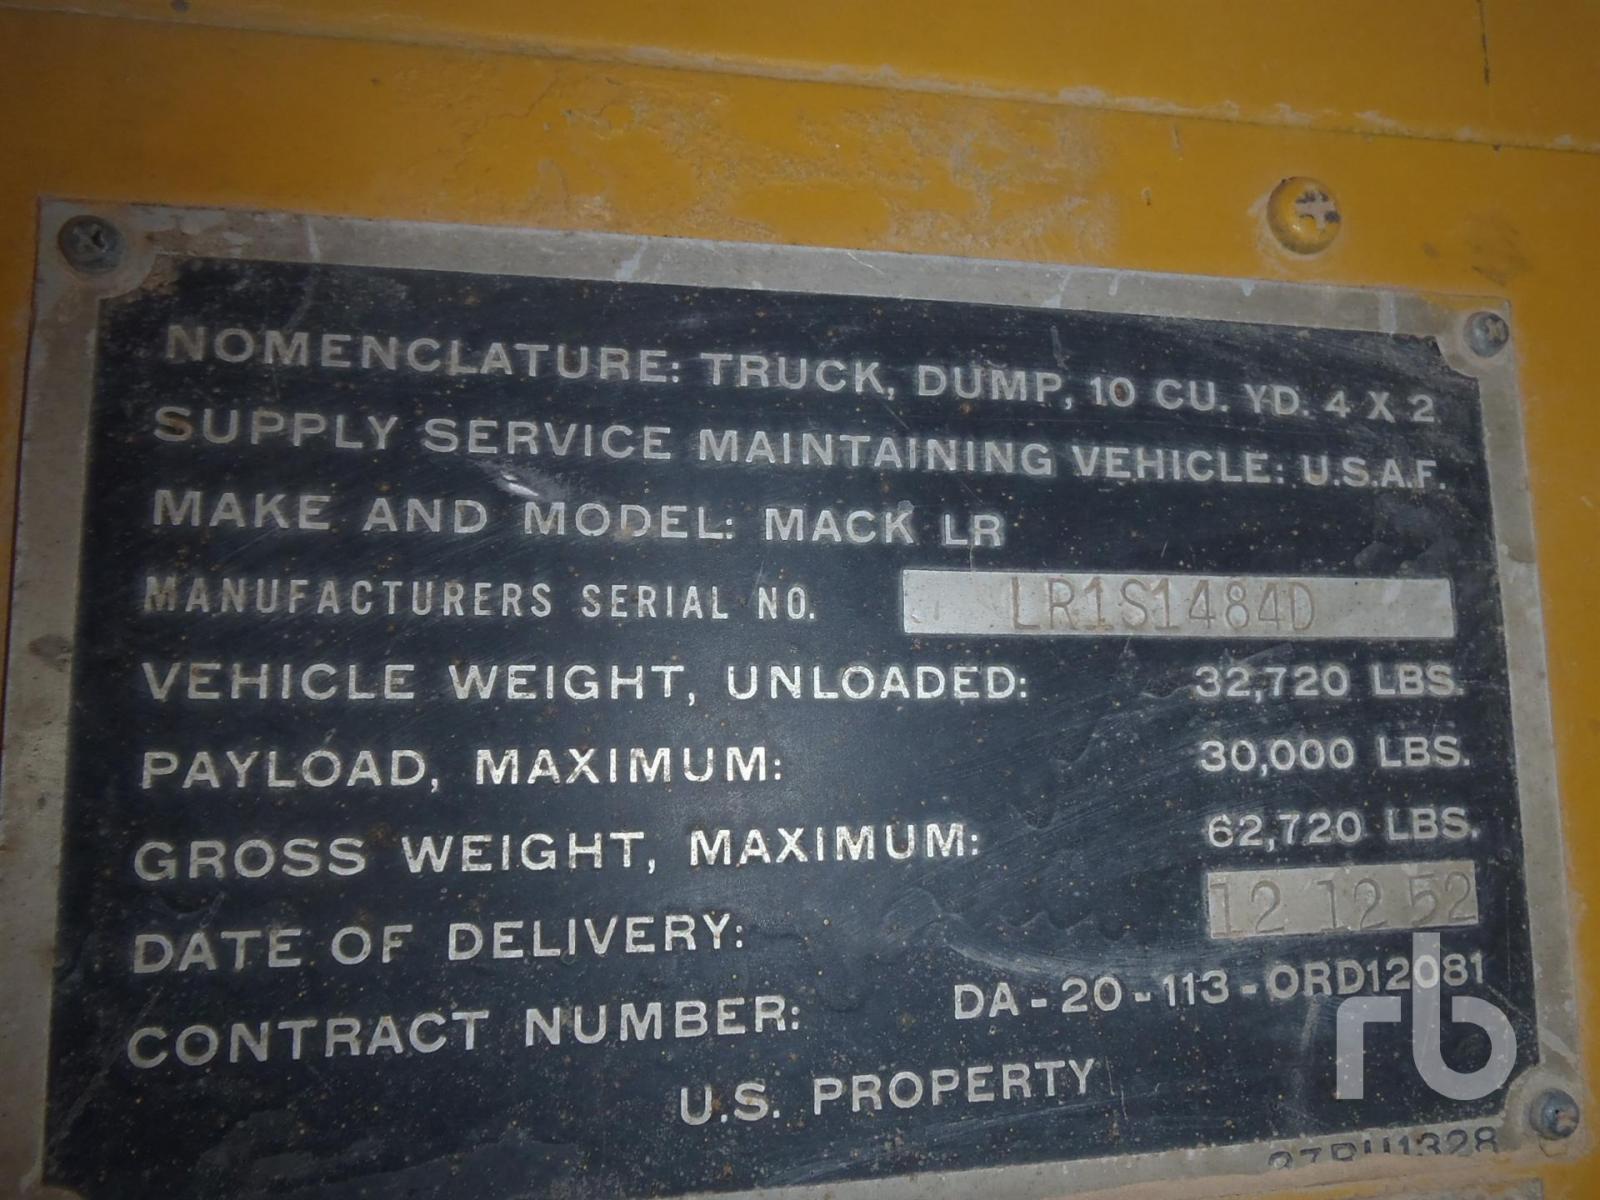 NOMENCLATURE: TRUCK, DUMP, 10 CU. YD. 4 X 2
SUPPLY SERVICE MAINTAINING VEHICLE: U.S.A.F.
MAKE AND MODEL: MACK LR
MANUFACTURERS SERIAL NO. LR1S1484D
VEHICLE WEIGHT, UNLOADED: 32,720 LBS.
PAYLOAD, MAXIMUM: 30,000 LBS.
GROSS WEIGHT, MAXIMUM: 62,720 LBS.
DATE OF DELIVERY: 12 12 52
CONTRACT NUMBER: DA-20-113-ORD12081
U.S. PROPERTY
rb